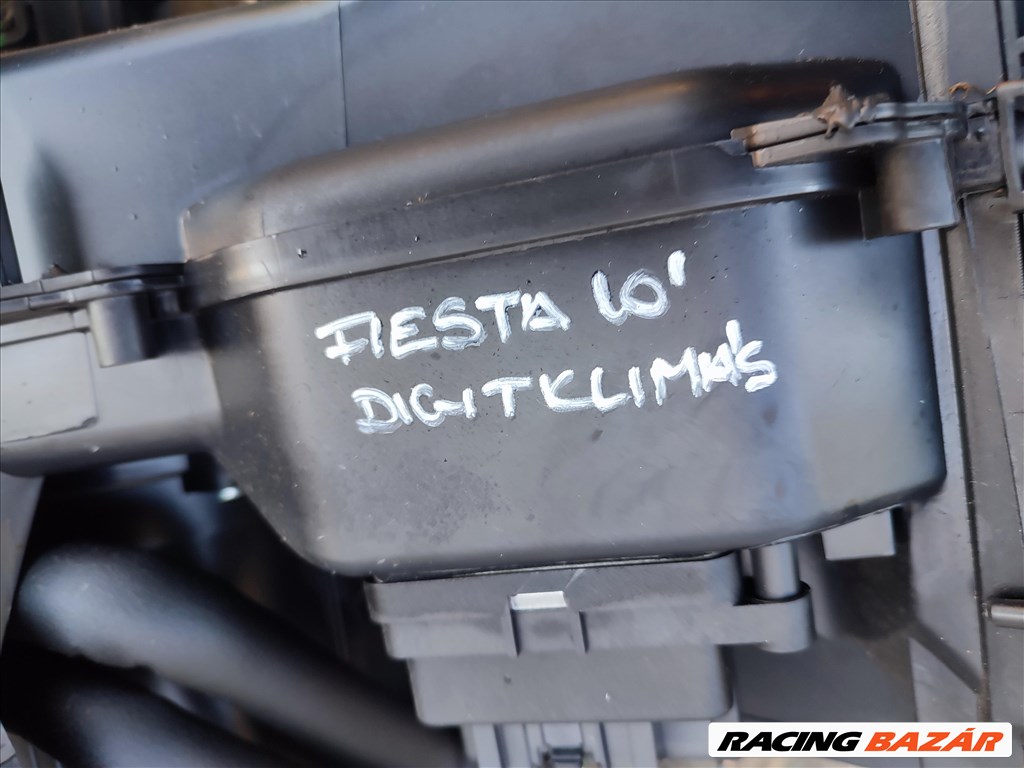 FIESTA 10'
DIGITKLIMÁS
RACING BAZÁR